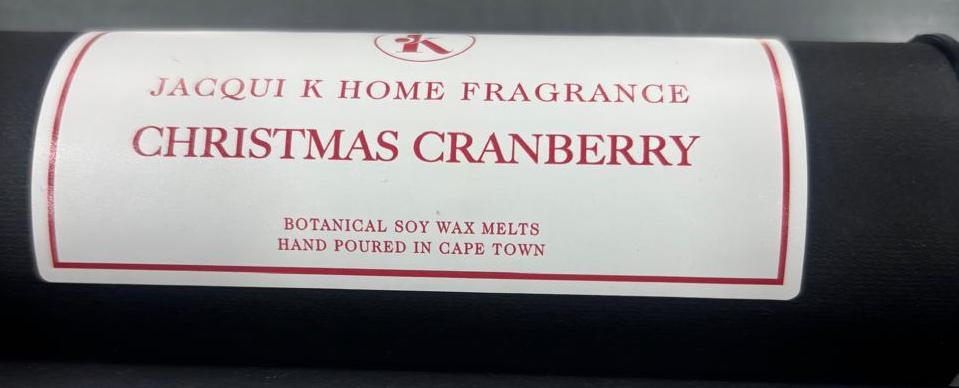 K
JACQUI K HOME FRAGRANCE
CHRISTMAS CRANBERRY
BOTANICAL SOY WAX MELTS
HAND POURED IN CAPE TOWN